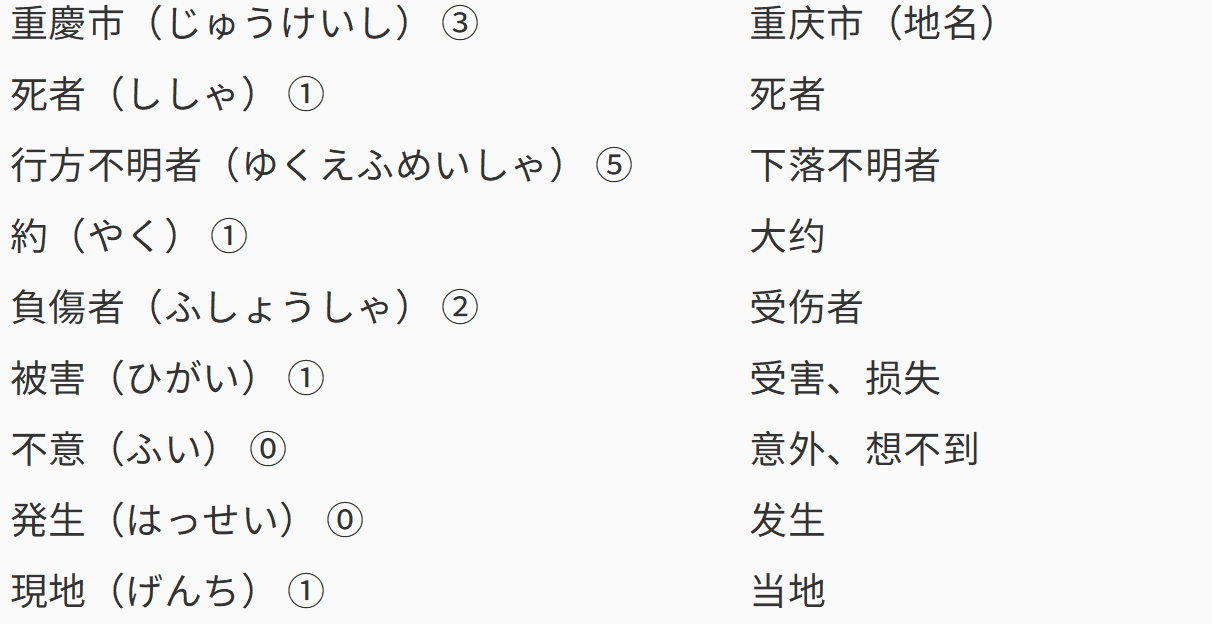 重慶市（じゅうけいし）③ 重庆市（地名）
死者（ししゃ）① 死者
行方不明者（ゆくえふめいしゃ）⑤ 下落不明者
約（やく）① 大约
負傷者（ふしょうしゃ）② 受伤者
被害（ひがい）① 受害、损失
不意（ふい）⓪ 意外、想不到
発生（はっせい）⓪ 发生
現地（げんち）① 当地